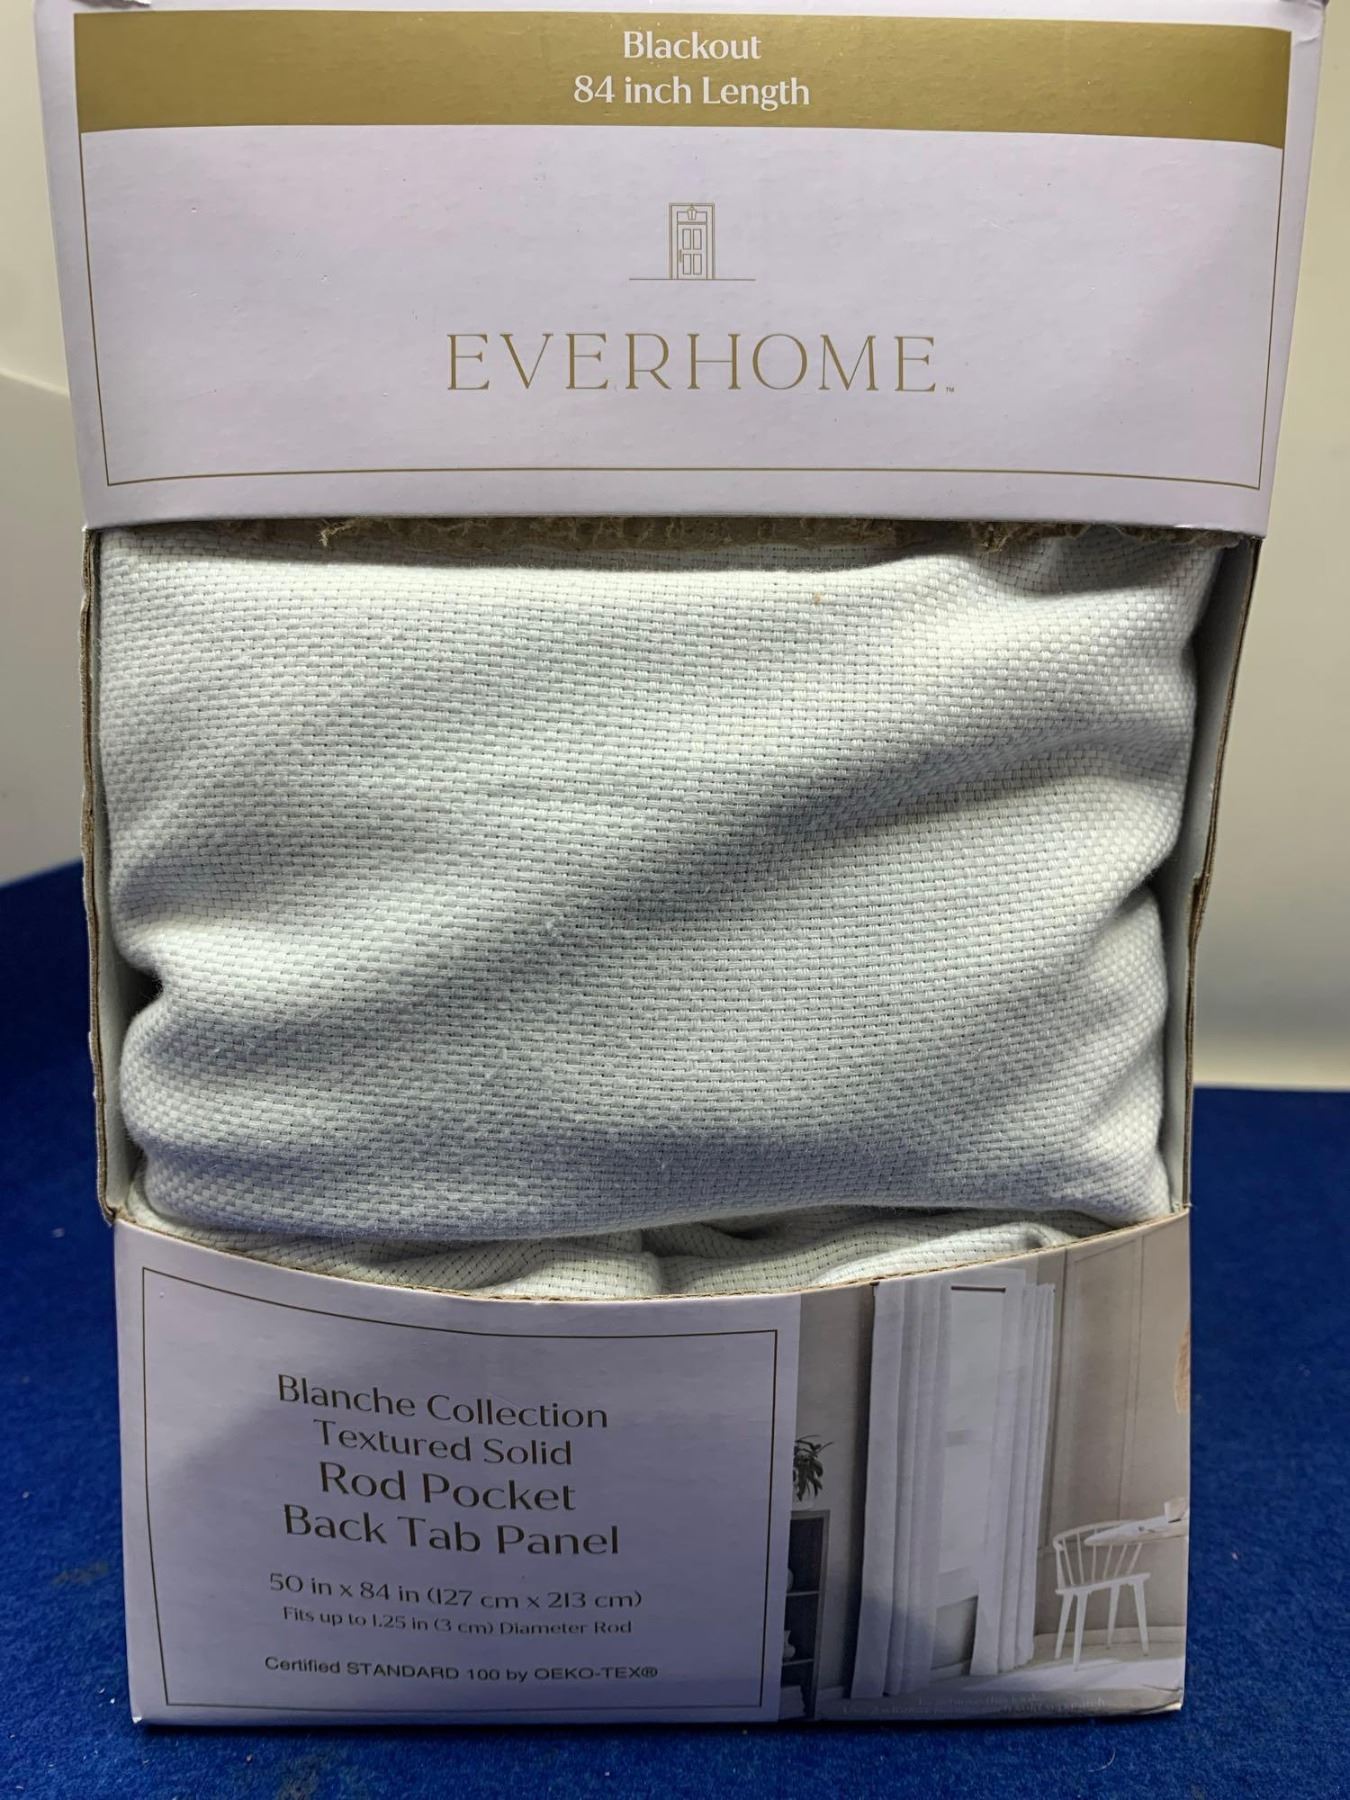 Blackout
84 inch Length
EVERHOME™
Blanche Collection
Textured Solid
Rod Pocket
Back Tab Panel
50 in x 84 in (127 cm x 213 cm)
Fits up to 1.25 in (3 cm) Diameter Rod
Certified STANDARD 100 by OEKO-TEX®